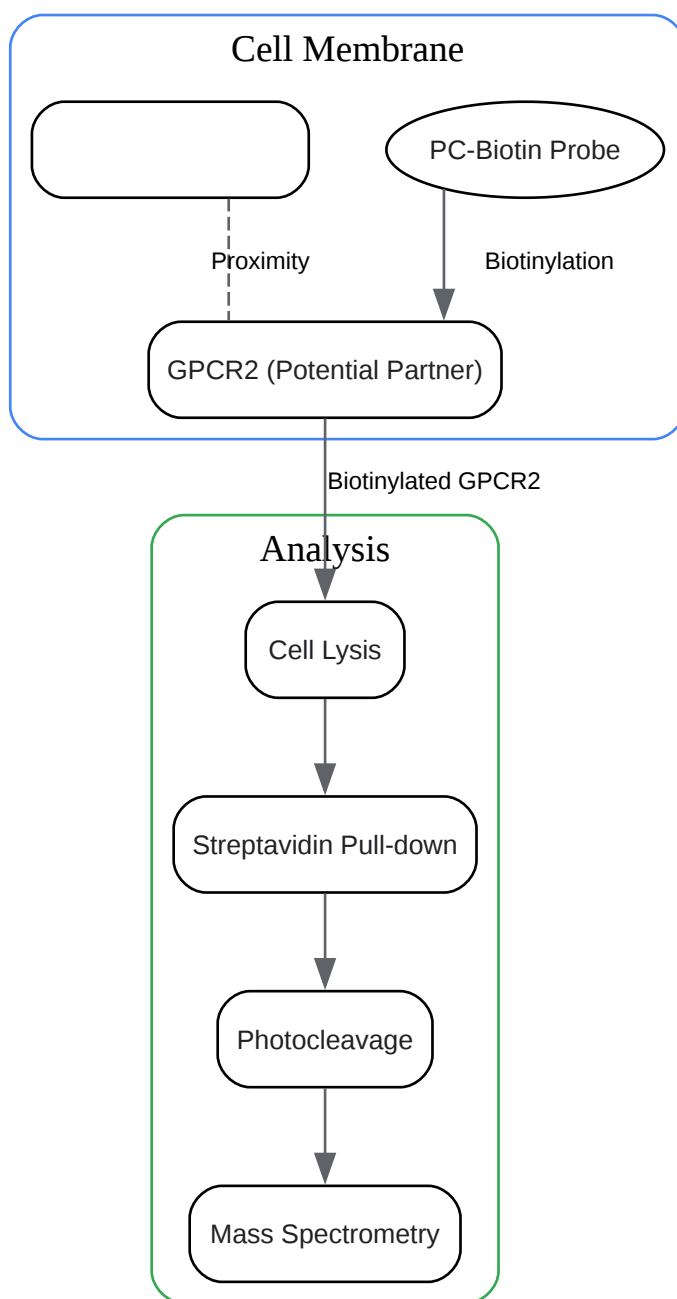 Cell Membrane
PC-Biotin Probe
Proximity
Biotinylation
GPCR2 (Potential Partner)
Biotinylated GPCR2
Analysis
Cell Lysis
Streptavidin Pull-down
Photocleavage
Mass Spectrometry